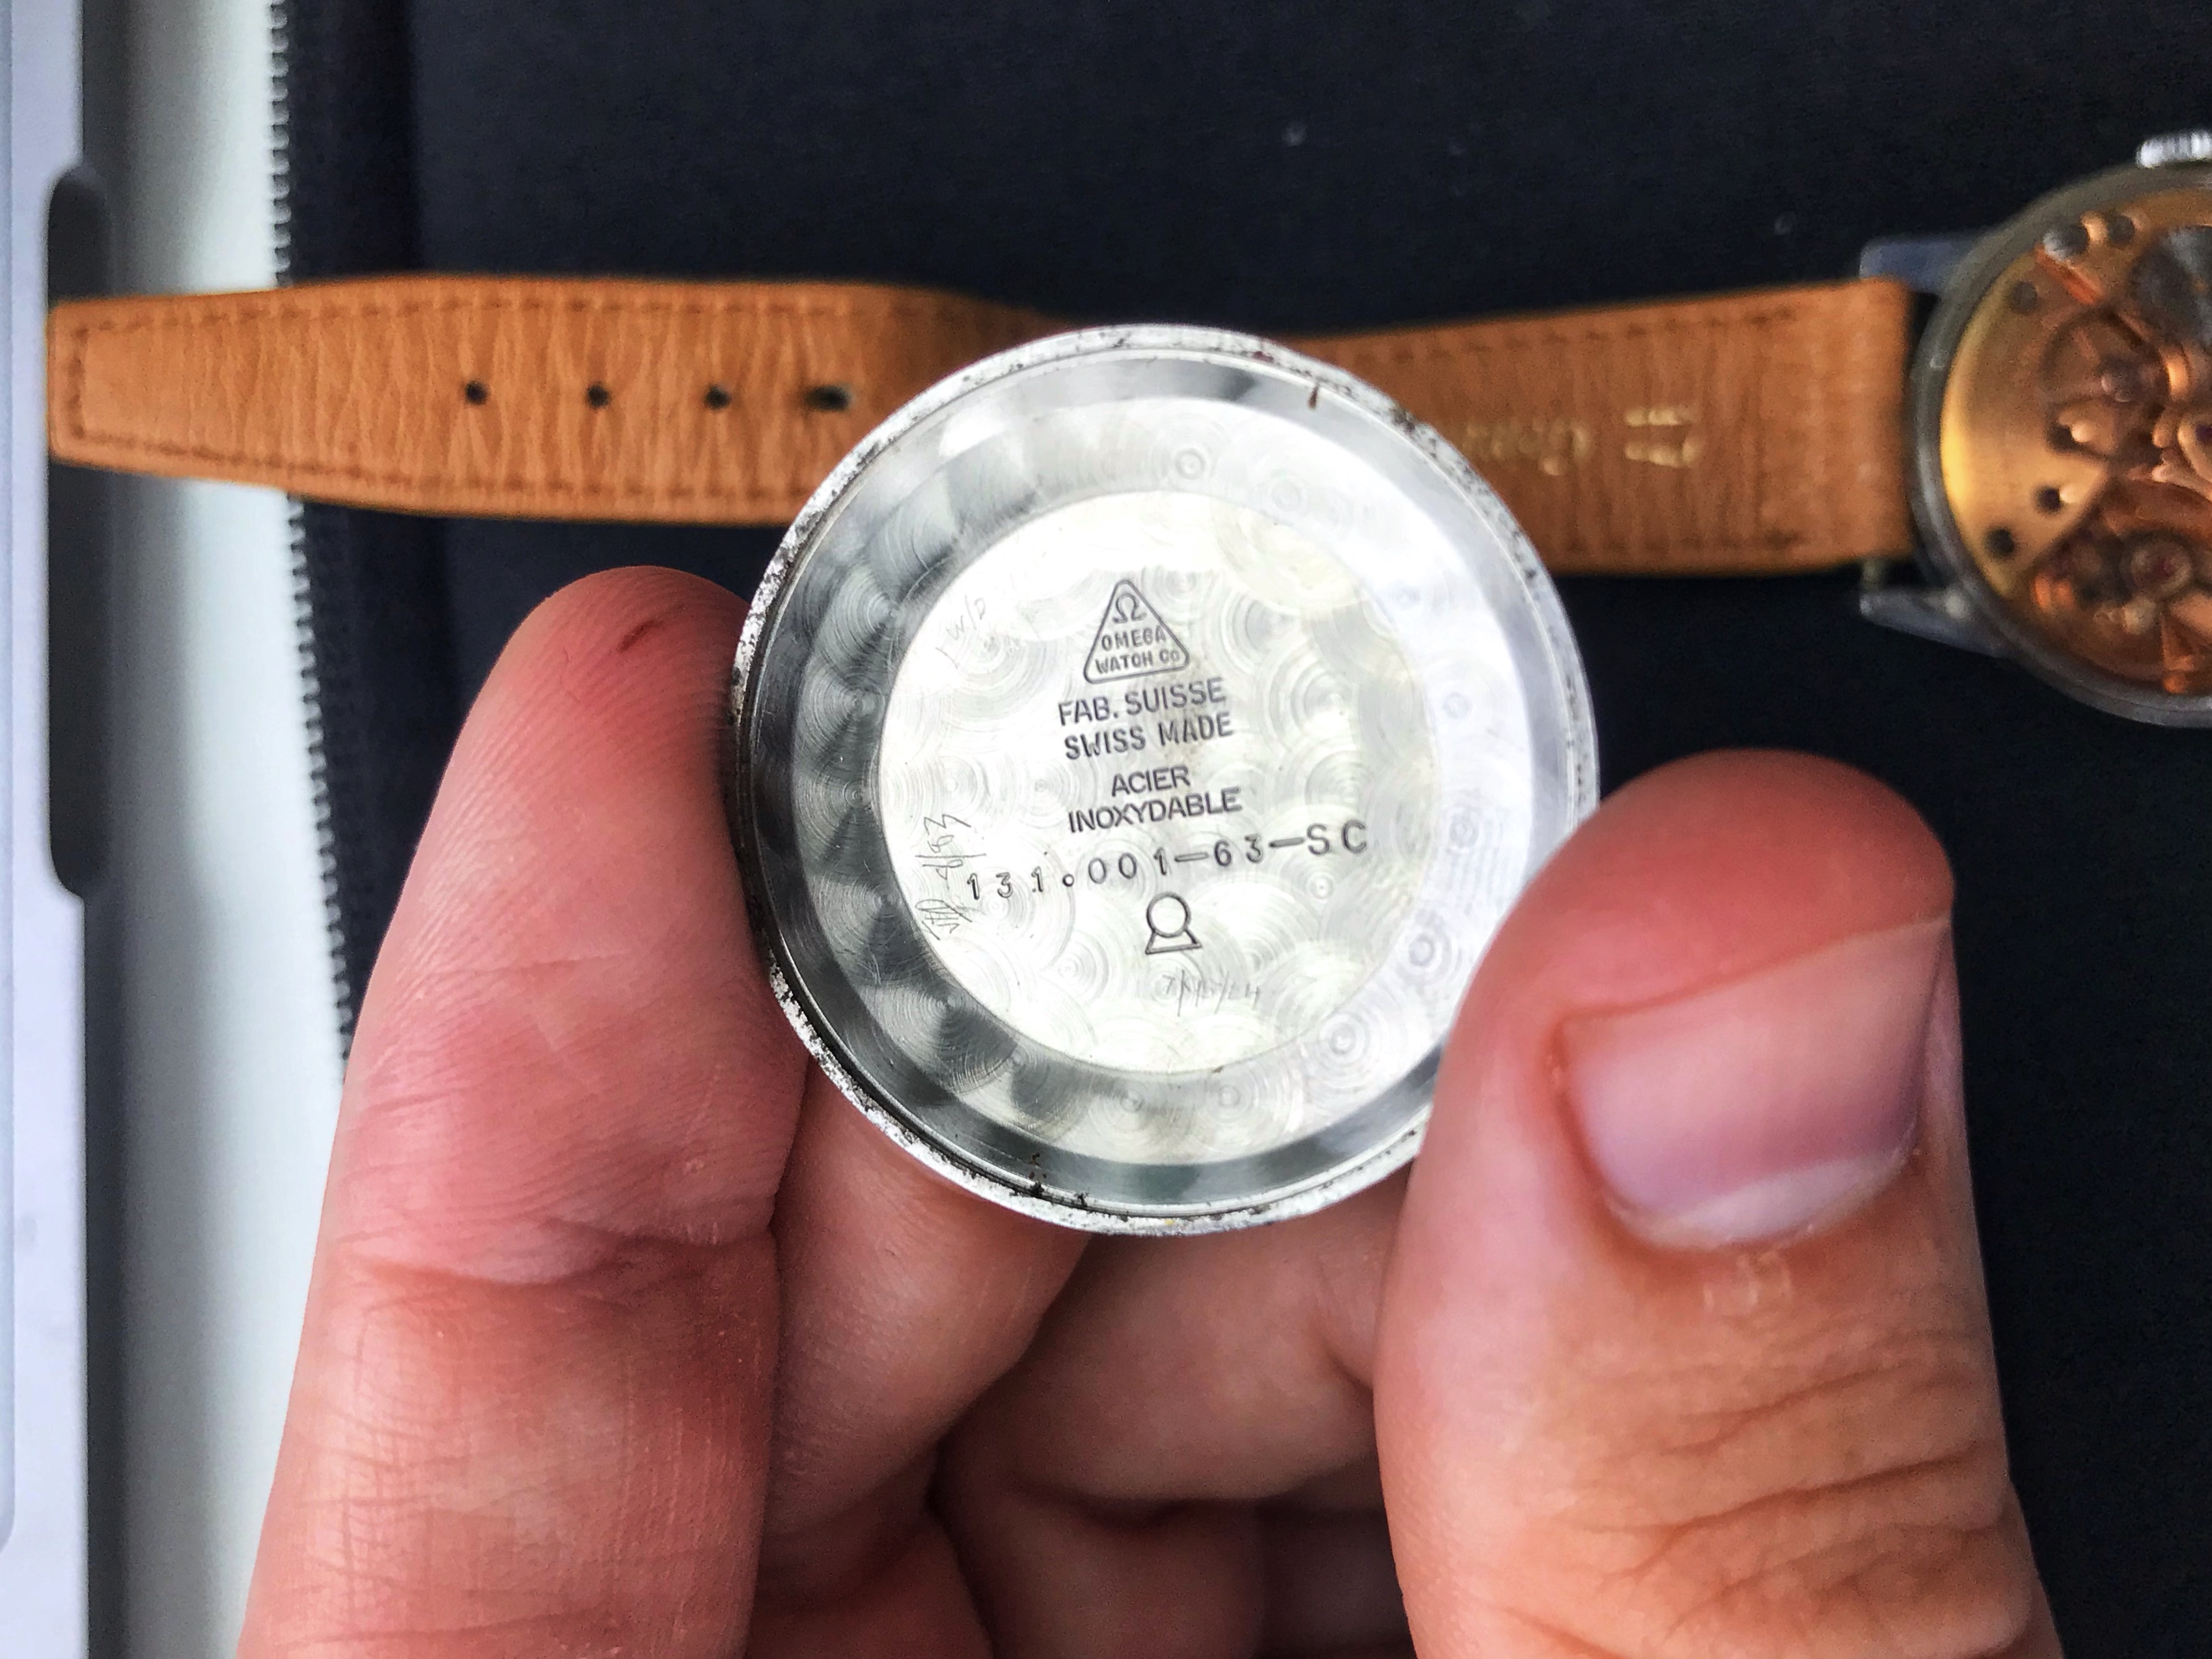 Ω
OMEGA
WATCH CO
FAB. SUISSE
SWISS MADE
ACIER
INOXYDABLE
131.001-63-SC